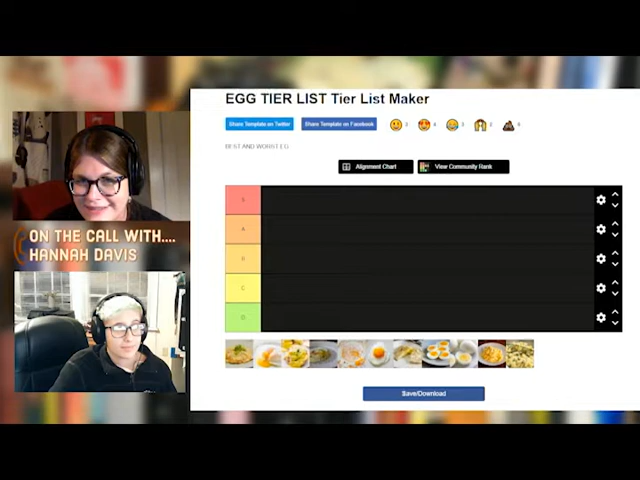 EGG TIER LIST Tier List Maker
Share Template on Twitter
Share Template on Facebook
BEST AND WORST EG
Alignment Chart
View Community Rank
ON THE CALL WITH....
HANNAH DAVIS
S
A
B
C
D
Save/Download